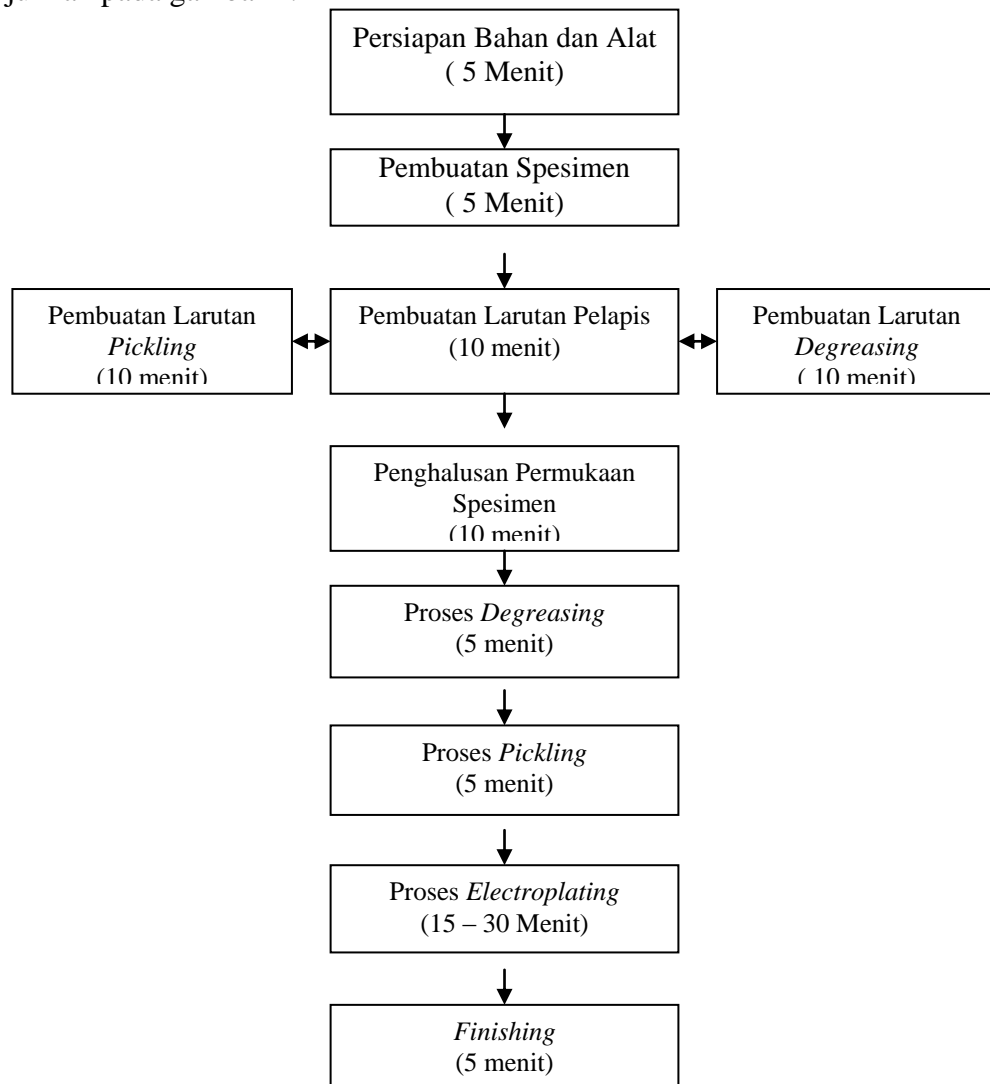 Persiapan Bahan dan Alat
( 5 Menit)
Pembuatan Spesimen
( 5 Menit)
Pembuatan Larutan
Pickling
(10 menit)
Pembuatan Larutan Pelapis
(10 menit)
Pembuatan Larutan
Degreasing
( 10 menit)
Penghalusan Permukaan
Spesimen
(10 menit)
Proses Degreasing
(5 menit)
Proses Pickling
(5 menit)
Proses Electroplating
(15 – 30 Menit)
Finishing
(5 menit)